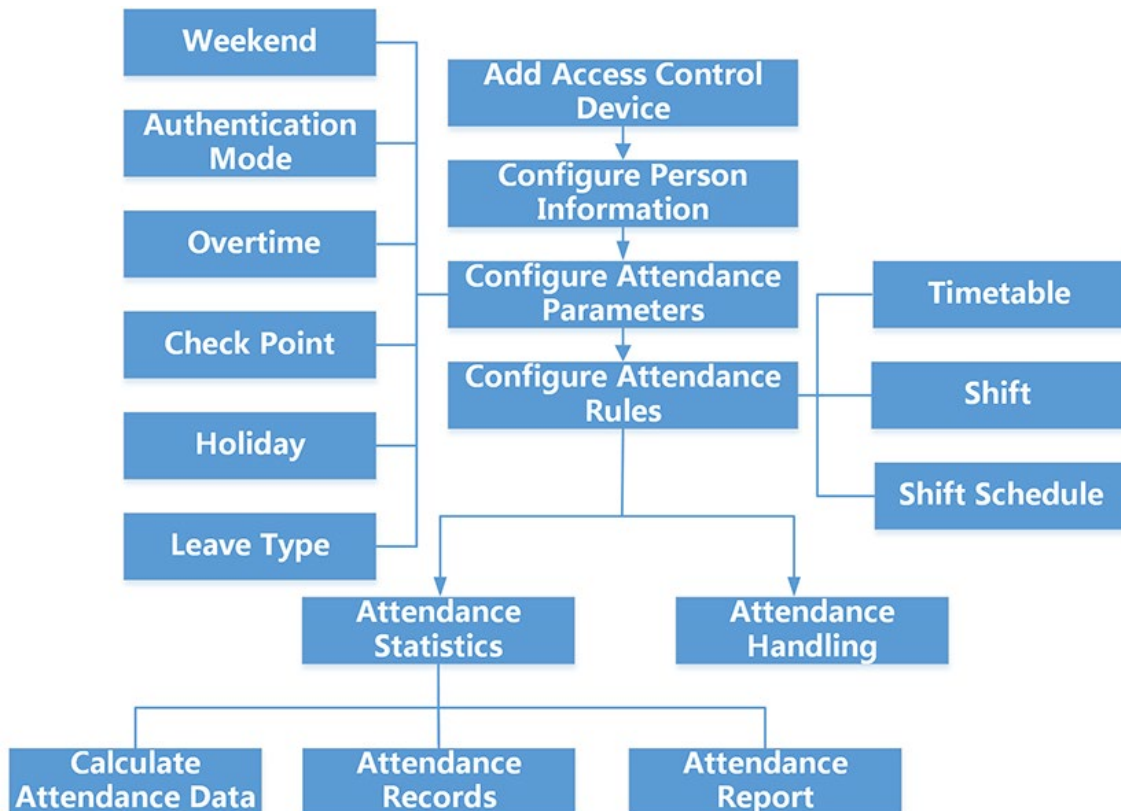 Weekend
Authentication
Mode
Overtime
Check Point
Holiday
Leave Type
Add Access Control
Device
Configure Person
Information
Configure Attendance
Parameters
Configure Attendance
Rules
Timetable
Shift
Shift Schedule
Attendance
Statistics
Attendance
Handling
Calculate
Attendance Data
Attendance
Records
Attendance
Report